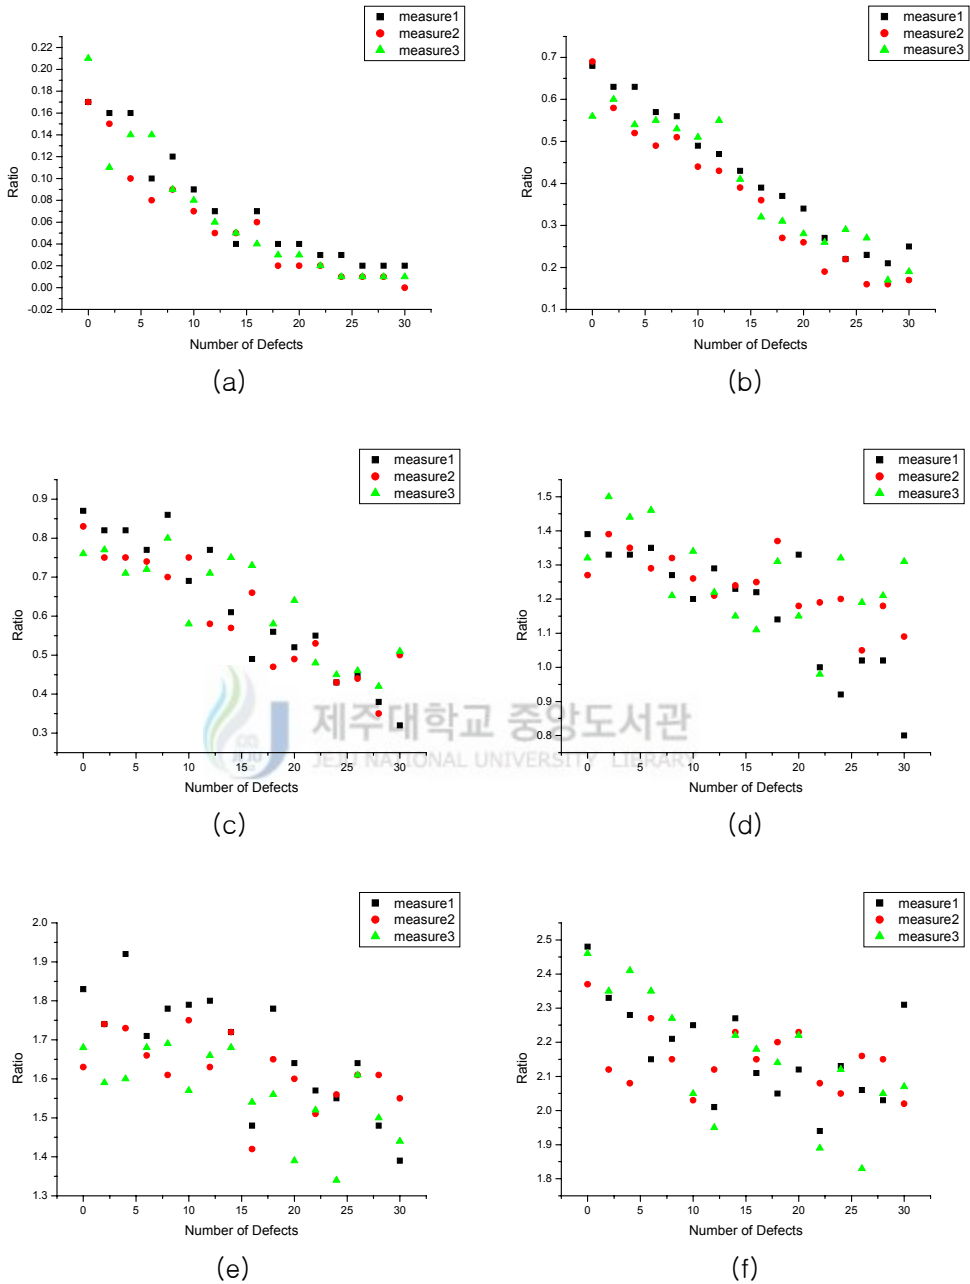 measure1
measure2
measure3
0.22
0.20
0.18
0.16
0.14
0.12
0.10
0.08
0.06
0.04
0.02
0.00
-0.02
Ratio
0 5 10 15 20 25 30
Number of Defects
(a)
measure1
measure2
measure3
0.7
0.6
0.5
0.4
0.3
0.2
0.1
Ratio
0 5 10 15 20 25 30
Number of Defects
(b)
measure1
measure2
measure3
0.9
0.8
0.7
0.6
0.5
0.4
0.3
Ratio
0 5 10 15 20 25 30
Number of Defects
(c)
measure1
measure2
measure3
1.5
1.4
1.3
1.2
1.1
1.0
0.9
0.8
Ratio
0 5 10 15 20 25 30
Number of Defects
(d)
제주대학교 중앙도서관
JEJU NATIONAL UNIVERSITY LIBRARY
JEJU
measure1
measure2
measure3
2.0
1.9
1.8
1.7
1.6
1.5
1.4
1.3
Ratio
0 5 10 15 20 25 30
Number of Defects
(e)
measure1
measure2
measure3
2.5
2.4
2.3
2.2
2.1
2.0
1.9
1.8
Ratio
0 5 10 15 20 25 30
Number of Defects
(f)